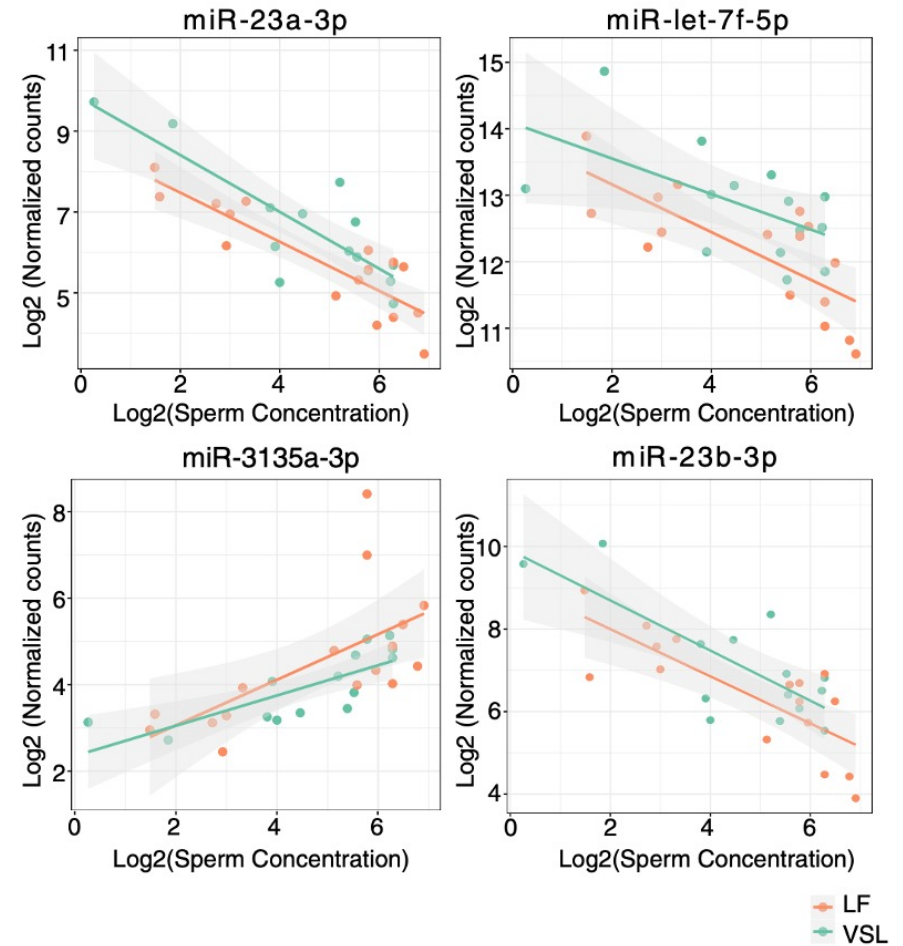 miR-23a-3p
11
9
7
5
Log2 (Normalized counts)
0 2 4 6
Log2(Sperm Concentration)
miR-let-7f-5p
15
14
13
12
11
Log2 (Normalized counts)
0 2 4 6
Log2(Sperm Concentration)
miR-3135a-3p
8
6
4
2
Log2 (Normalized counts)
0 2 4 6
Log2(Sperm Concentration)
miR-23b-3p
10
8
6
4
Log2 (Normalized counts)
0 2 4 6
Log2(Sperm Concentration)
LF
VSL